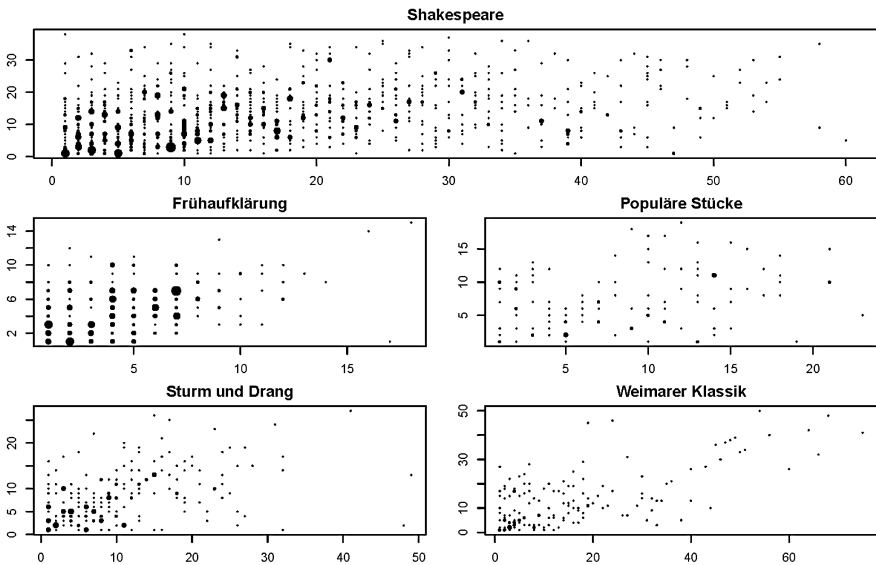 Shakespeare
0 10 20 30
0 10 20 30 40 50 60
Frühaufklärung
2 6 10 14
5 10 15
Populäre Stücke
5 10 15
5 10 15 20
Sturm und Drang
0 5 10 20
0 10 20 30 40 50
Weimarer Klassik
0 10 30 50
0 20 40 60